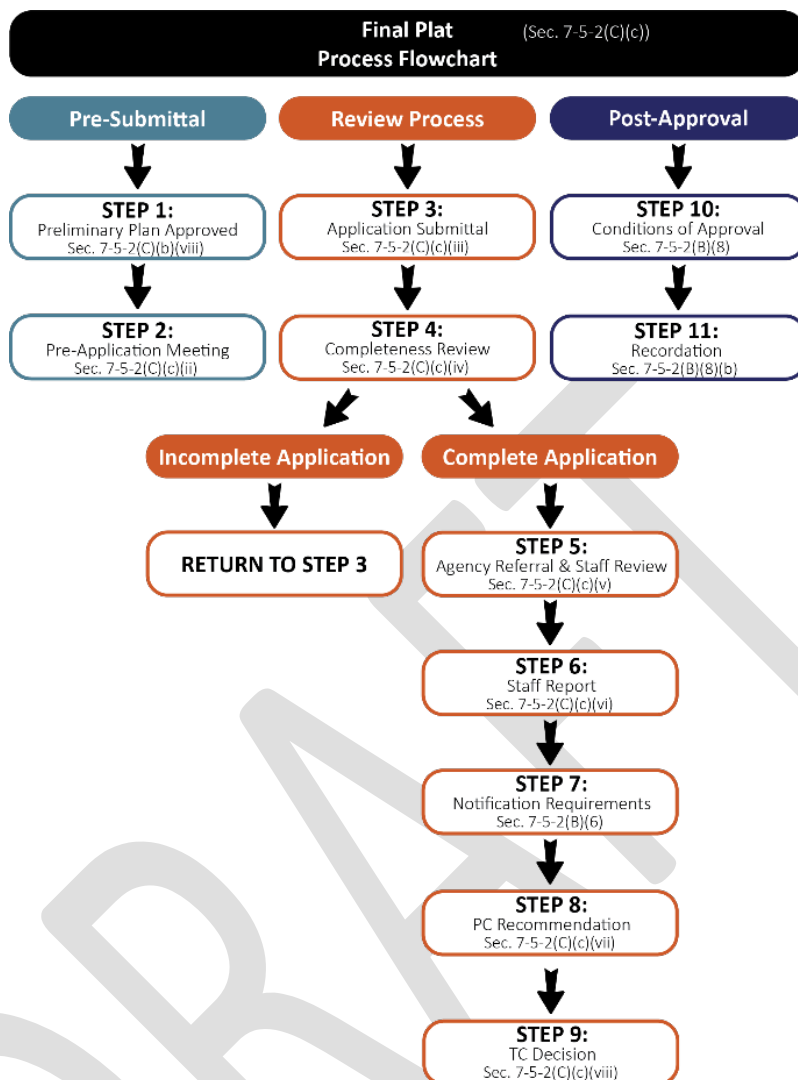 Final Plat (Sec. 7-5-2(C)(c))
Process Flowchart
Pre-Submittal
Review Process
Post-Approval
STEP 1:
Preliminary Plan Approved
Sec. 7-5-2(C)(b)(viii)
STEP 3:
Application Submittal
Sec. 7-5-2(C)(c)(iii)
STEP 10:
Conditions of Approval
Sec. 7-5-2(B)(8)
STEP 2:
Pre-Application Meeting
Sec. 7-5-2(C)(c)(ii)
STEP 4:
Completeness Review
Sec. 7-5-2(C)(c)(iv)
STEP 11:
Recordation
Sec. 7-5-2(B)(8)(b)
Incomplete Application
Complete Application
RETURN TO STEP 3
STEP 5:
Agency Referral & Staff Review
Sec. 7-5-2(C)(c)(v)
STEP 6:
Staff Report
Sec. 7-5-2(C)(c)(vi)
STEP 7:
Notification Requirements
Sec. 7-5-2(B)(6)
STEP 8:
PC Recommendation
Sec. 7-5-2(C)(c)(vii)
STEP 9:
TC Decision
Sec. 7-5-2(C)(c)(viii)
DRAFT